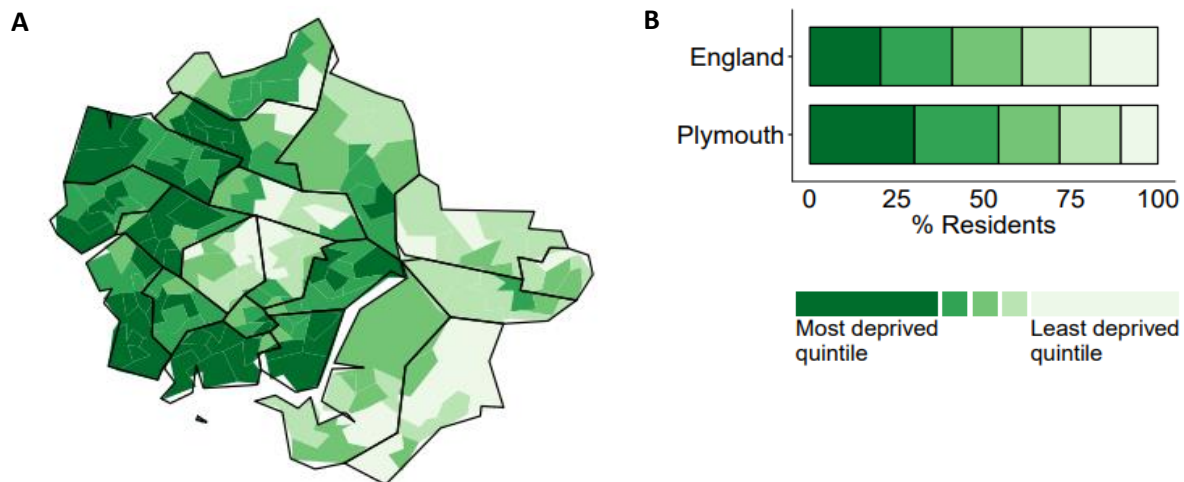 A
B
England
Plymouth
0 25 50 75 100
% Residents
Most deprived
quintile
Least deprived
quintile